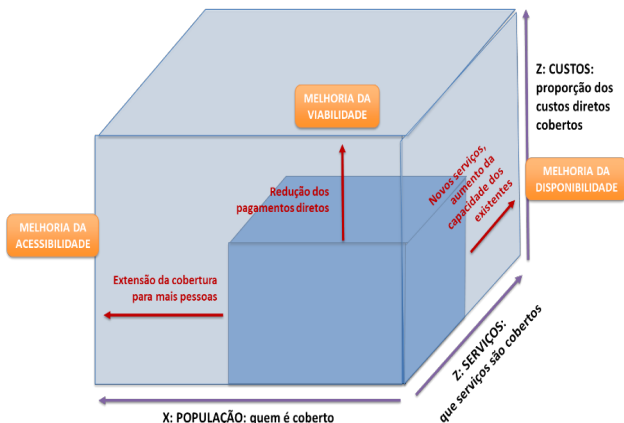 Z: CUSTOS:
proporção dos
custos diretos
cobertos
MELHORIA DA
VIABILIDADE
Redução dos
pagamentos diretos
Novos serviços,
aumento da
capacidade dos
existentes
MELHORIA DA
DISPONIBILIDADE
MELHORIA DA
ACESSIBILIDADE
Extensão da cobertura
para mais pessoas
Z: SERVIÇOS:
que serviços são cobertos
X: POPULAÇÃO: quem é coberto